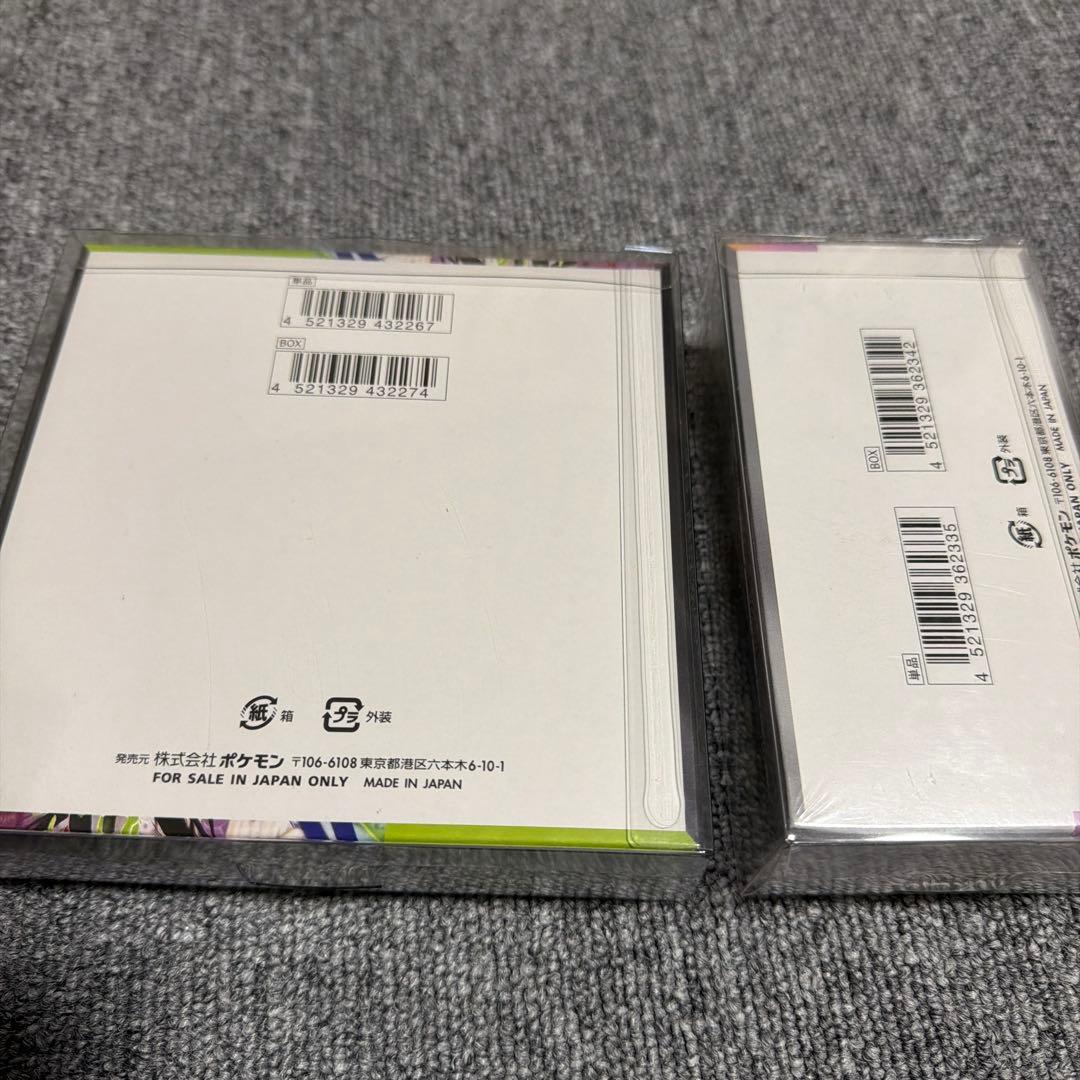 単品
4 521329 432267
BOX
4 521329 432274
紙 箱
プラ 外装
発売元 株式会社ポケモン 〒106-6108 東京都港区六本木6-10-1
FOR SALE IN JAPAN ONLY MADE IN JAPAN
BOX
4 521329 362342
単品
4 521329 362335
紙 箱
プラ 外装
会社ポケモン 〒106-6108 東京都港区六本木6-10-1
JAPAN ONLY MADE IN JAPAN